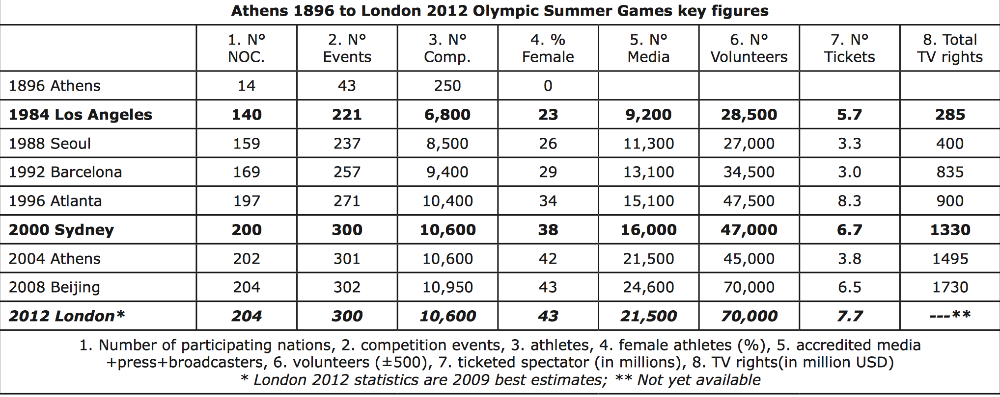 Athens 1896 to London 2012 Olympic Summer Games key figures
1. N° NOC. 2. N° Events 3. N° Comp. 4. % Female 5. N° Media 6. N° Volunteers 7. N° Tickets 8. Total TV rights
1896 Athens 14 43 250 0
1984 Los Angeles 140 221 6,800 23 9,200 28,500 5.7 285
1988 Seoul 159 237 8,500 26 11,300 27,000 3.3 400
1992 Barcelona 169 257 9,400 29 13,100 34,500 3.0 835
1996 Atlanta 197 271 10,400 34 15,100 47,500 8.3 900
2000 Sydney 200 300 10,600 38 16,000 47,000 6.7 1330
2004 Athens 202 301 10,600 42 21,500 45,000 3.8 1495
2008 Beijing 204 302 10,950 43 24,600 70,000 6.5 1730
2012 London* 204 300 10,600 43 21,500 70,000 7.7 ---**
1. Number of participating nations, 2. competition events, 3. athletes, 4. female athletes (%), 5. accredited media
+press+broadcasters, 6. volunteers (±500), 7. ticketed spectator (in millions), 8. TV rights(in million USD)
* London 2012 statistics are 2009 best estimates; ** Not yet available